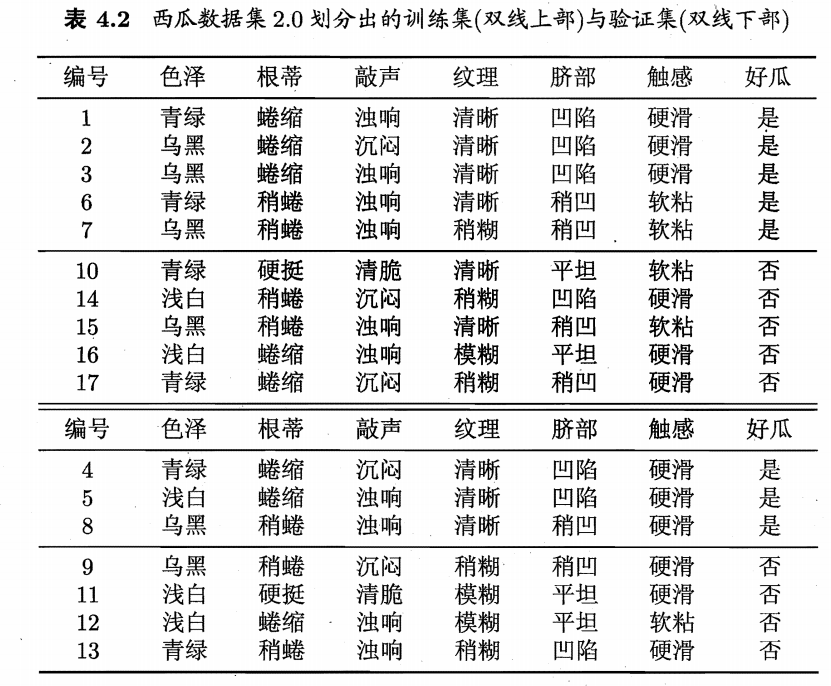 表 4.2 西瓜数据集 2.0 划分出的训练集(双线上部)与验证集(双线下部)
编号 色泽 根蒂 敲声 纹理 脐部 触感 好瓜
1 青绿 蜷缩 浊响 清晰 凹陷 硬滑 是
2 乌黑 蜷缩 沉闷 清晰 凹陷 硬滑 是
3 乌黑 蜷缩 浊响 清晰 凹陷 硬滑 是
6 青绿 稍蜷 浊响 清晰 稍凹 软粘 是
7 乌黑 稍蜷 浊响 稍糊 稍凹 软粘 是
10 青绿 硬挺 清脆 清晰 平坦 软粘 否
14 浅白 稍蜷 沉闷 稍糊 凹陷 硬滑 否
15 乌黑 稍蜷 浊响 清晰 稍凹 软粘 否
16 浅白 蜷缩 浊响 模糊 平坦 硬滑 否
17 青绿 蜷缩 沉闷 稍糊 稍凹 硬滑 否
编号 色泽 根蒂 敲声 纹理 脐部 触感 好瓜
4 青绿 蜷缩 沉闷 清晰 凹陷 硬滑 是
5 浅白 蜷缩 浊响 清晰 凹陷 硬滑 是
8 乌黑 稍蜷 浊响 清晰 稍凹 硬滑 是
9 乌黑 稍蜷 沉闷 稍糊 稍凹 硬滑 否
11 浅白 硬挺 清脆 模糊 平坦 硬滑 否
12 浅白 蜷缩 浊响 模糊 平坦 软粘 否
13 青绿 稍蜷 浊响 稍糊 凹陷 硬滑 否